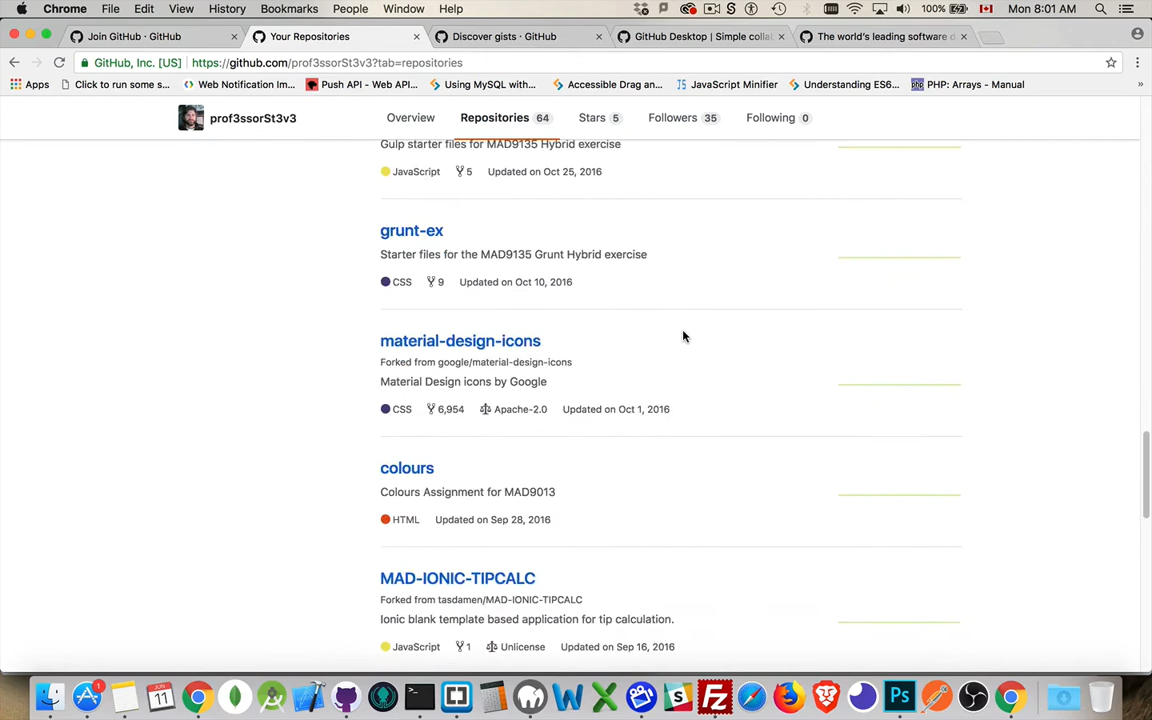 Chrome File Edit View History Bookmarks People Window Help 100% Mon 8:01 AM
Join GitHub · GitHub Your Repositories Discover gists · GitHub GitHub Desktop | Simple collab The world's leading software d
GitHub, Inc. [US] https://github.com/prof3ssorSt3v3?tab=repositories
Apps Click to run some s... Web Notification Im... Push API - Web API... Using MySQL with... Accessible Drag an... JavaScript Minifier Understanding ES6... PHP: Arrays - Manual
prof3ssorSt3v3 Overview Repositories 64 Stars 5 Followers 35 Following 0
Gulp starter files for MAD9135 Hybrid exercise
JavaScript 5 Updated on Oct 25, 2016
grunt-ex
Starter files for the MAD9135 Grunt Hybrid exercise
CSS 9 Updated on Oct 10, 2016
material-design-icons
Forked from google/material-design-icons
Material Design icons by Google
CSS 6,954 Apache-2.0 Updated on Oct 1, 2016
colours
Colours Assignment for MAD9013
HTML Updated on Sep 28, 2016
MAD-IONIC-TIPCALC
Forked from tasdamen/MAD-IONIC-TIPCALC
Ionic blank template based application for tip calculation.
JavaScript 1 Unlicense Updated on Sep 16, 2016